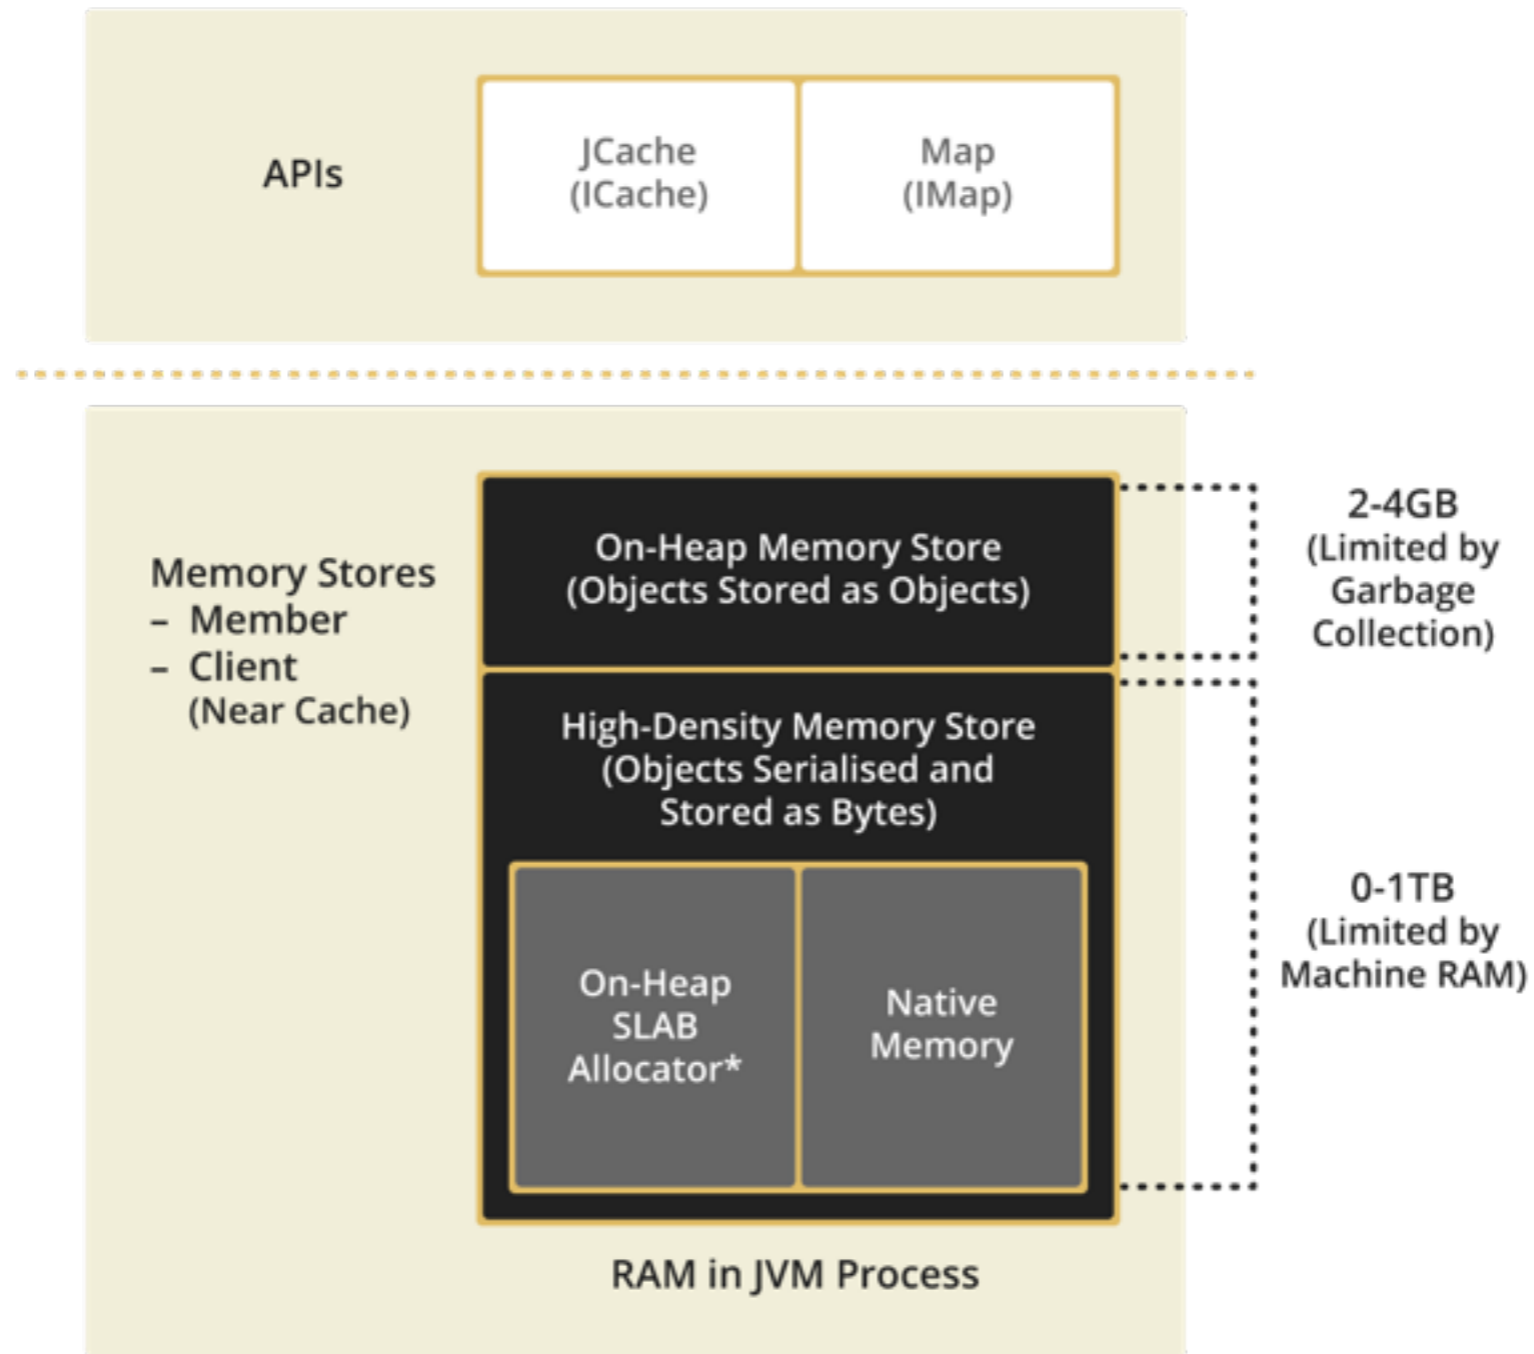 APIs
JCache
(ICache)
Map
(IMap)
Memory Stores
– Member
– Client
(Near Cache)
On-Heap Memory Store
(Objects Stored as Objects)
2-4GB
(Limited by
Garbage
Collection)
High-Density Memory Store
(Objects Serialised and
Stored as Bytes)
On-Heap
SLAB
Allocator*
Native
Memory
0-1TB
(Limited by
Machine RAM)
RAM in JVM Process